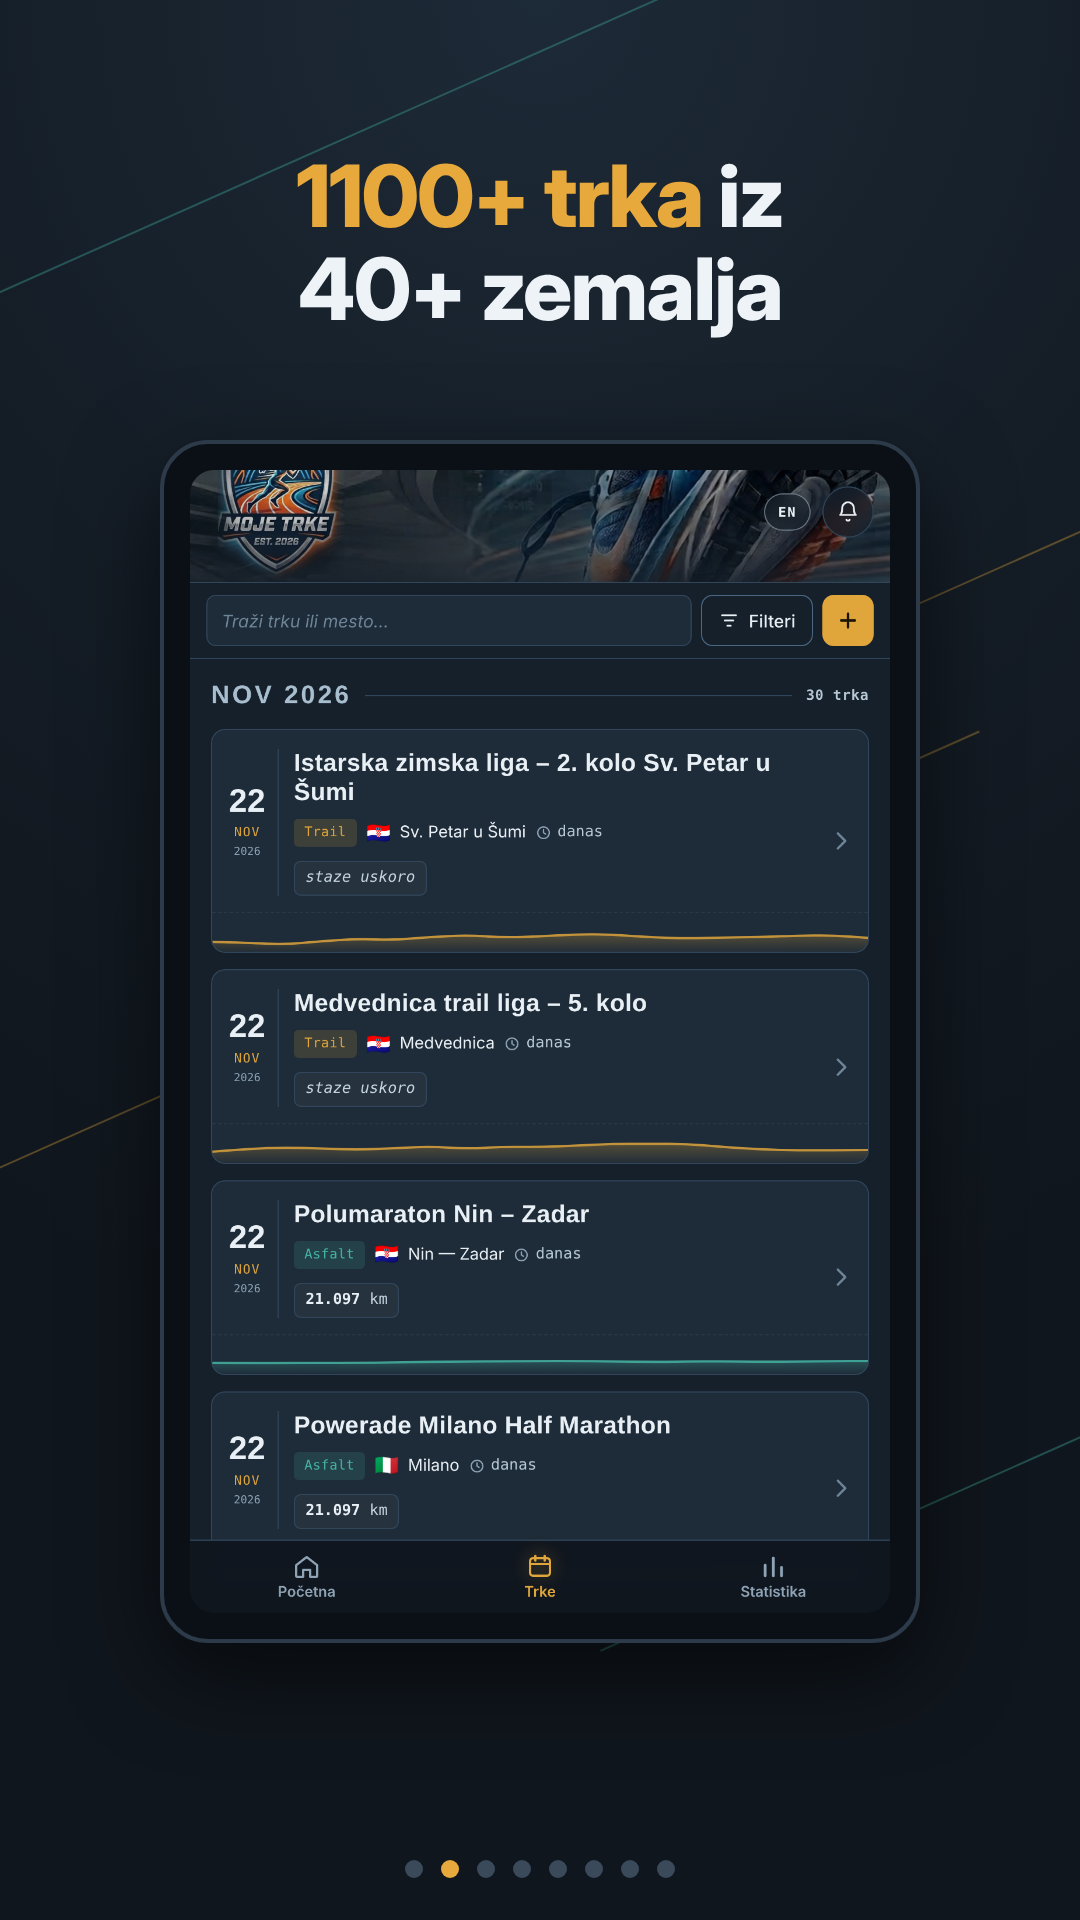 1100+ trka iz
40+ zemalja
MOJE TRKE
EST. 2026
EN
Traži trku ili mesto...
Filteri
+
NOV 2026
30 trka
22
NOV
2026
Istarska zimska liga – 2. kolo Sv. Petar u
Šumi
Trail Sv. Petar u Šumi danas
staze uskoro
22
NOV
2026
Medvednica trail liga – 5. kolo
Trail Medvednica danas
staze uskoro
22
NOV
2026
Polumaraton Nin – Zadar
Asfalt Nin — Zadar danas
21.097 km
22
NOV
2026
Powerade Milano Half Marathon
Asfalt Milano danas
21.097 km
Početna
Trke
Statistika